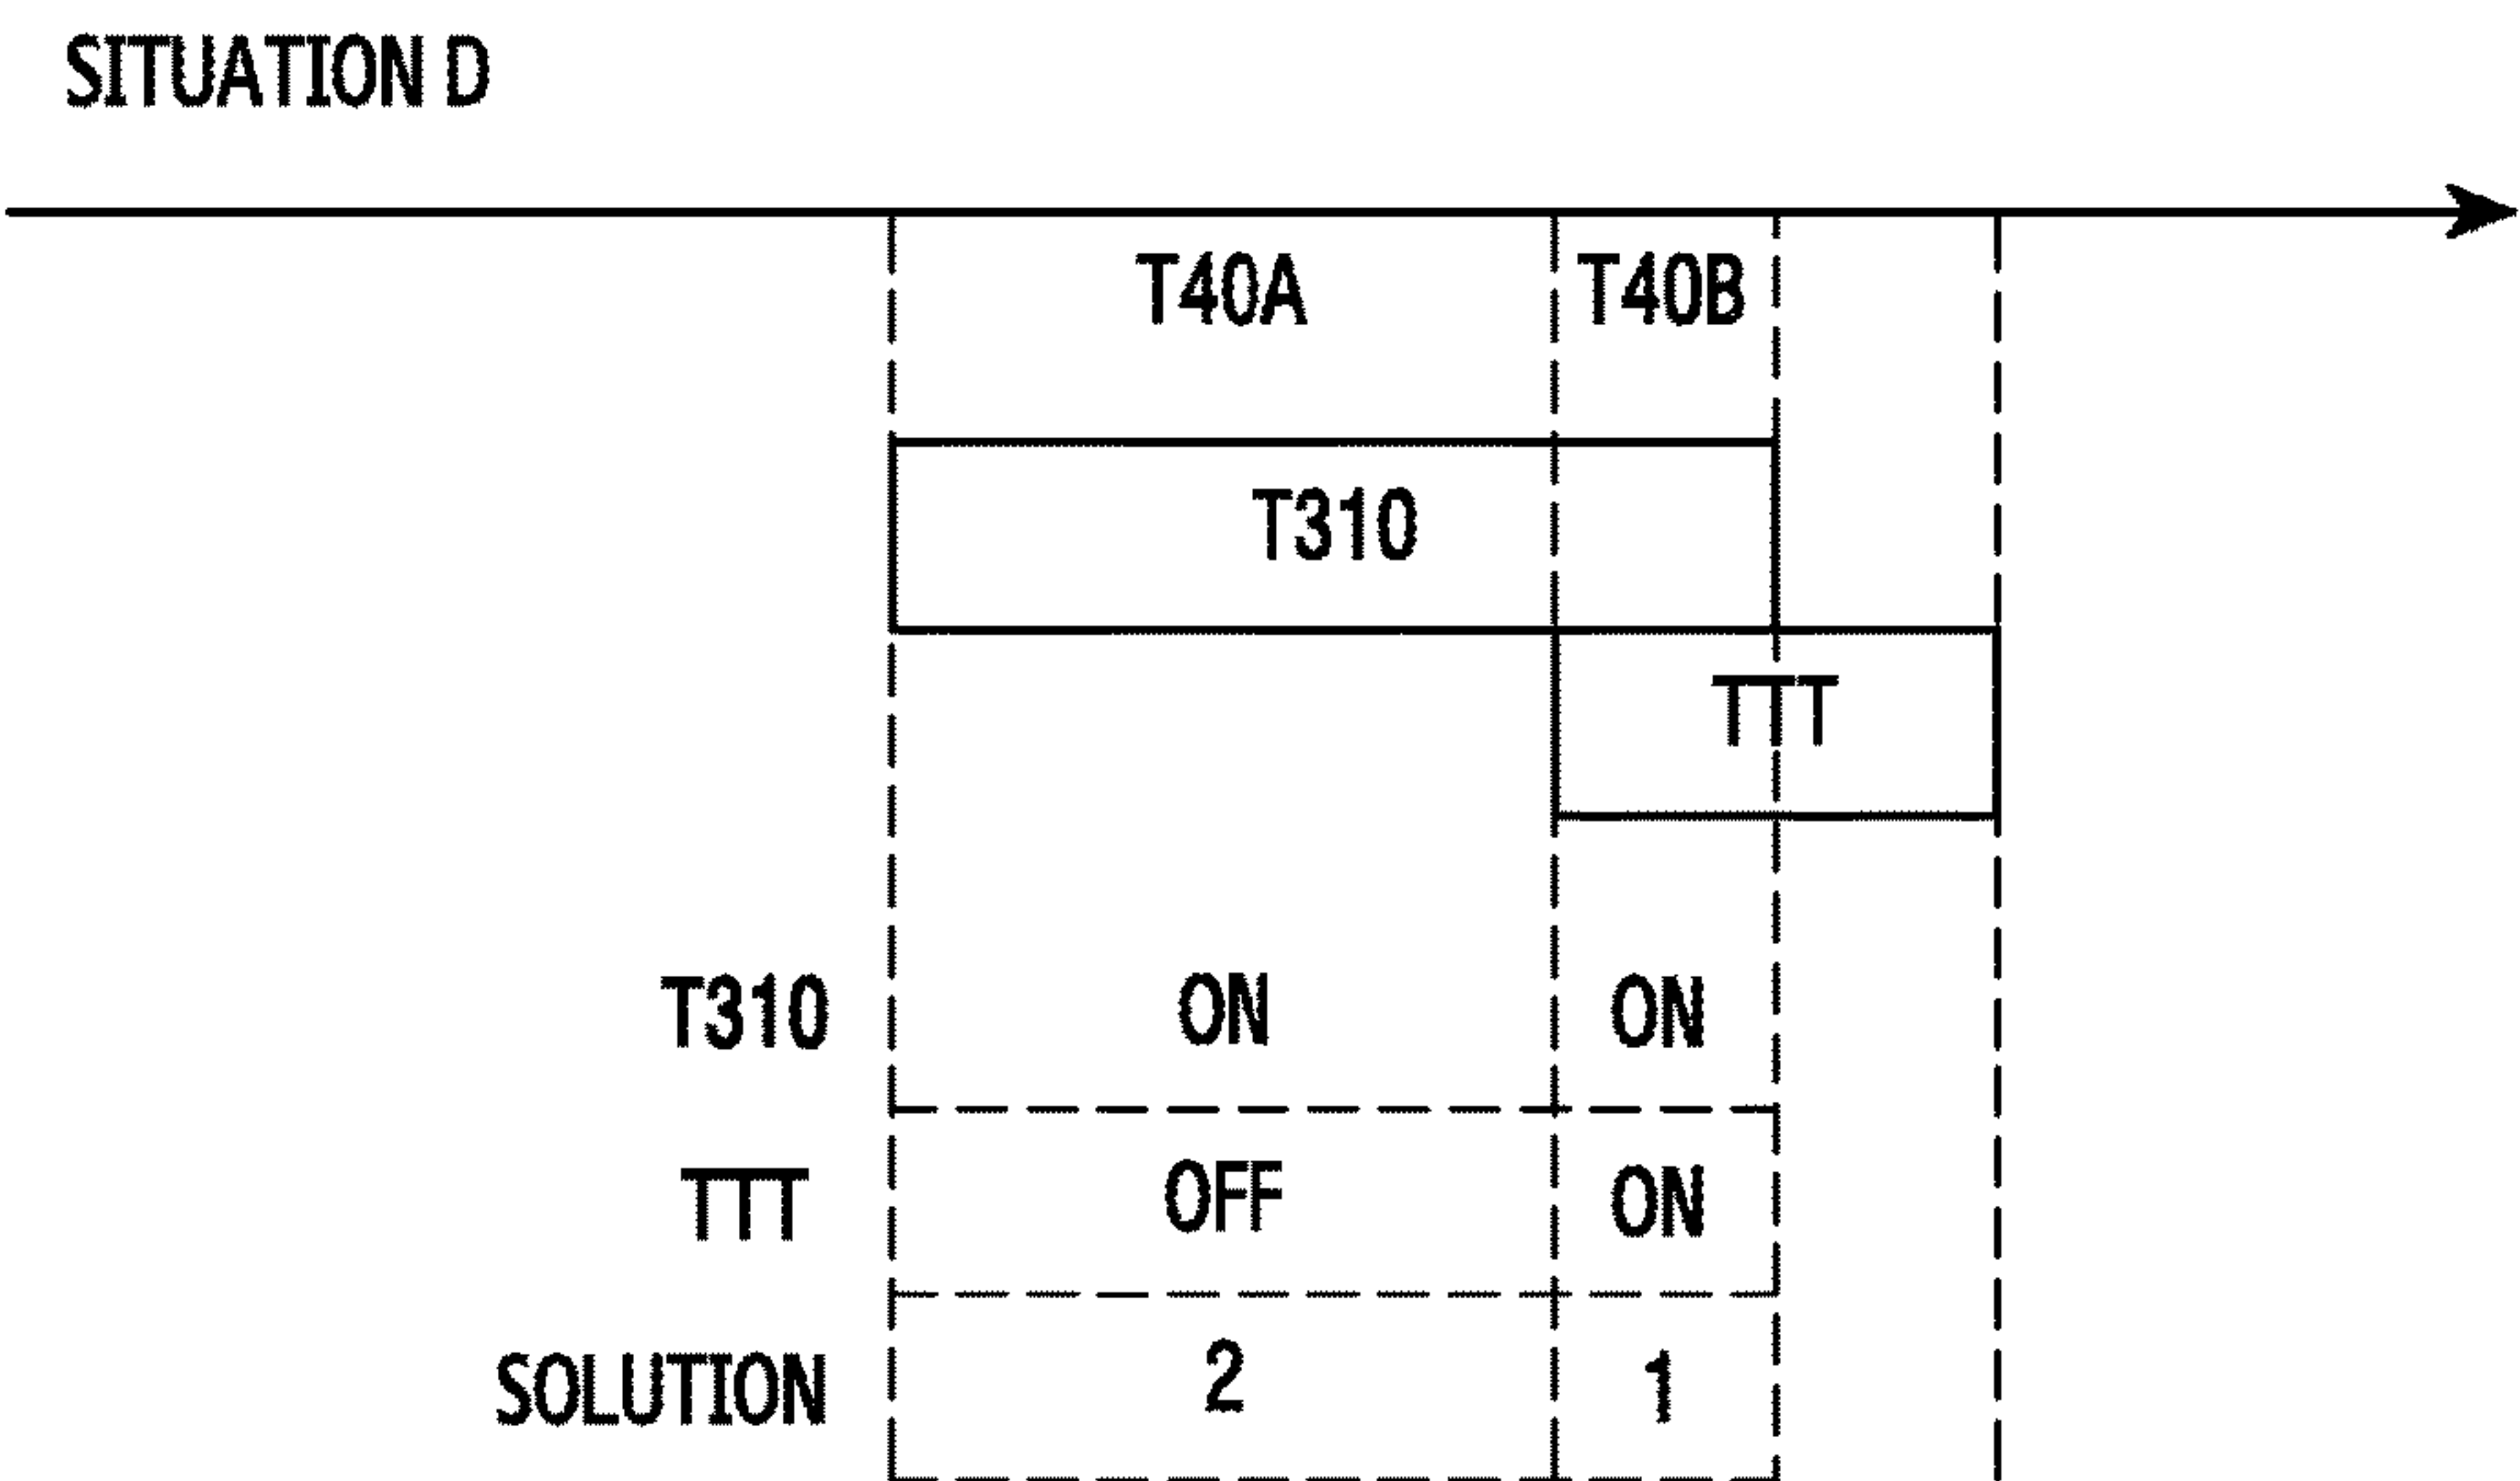 SITUATION D
T40A T40B
T310
TTT
T310 ON ON
TTT OFF ON
SOLUTION 2 1